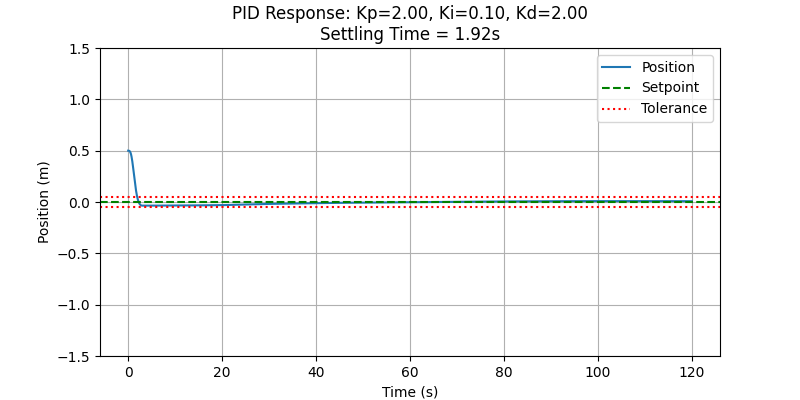 PID Response: Kp=2.00, Ki=0.10, Kd=2.00
Settling Time = 1.92s
1.5
1.0
0.5
0.0
−0.5
−1.0
−1.5
Position (m)
Position
Setpoint
Tolerance
0 20 40 60 80 100 120
Time (s)